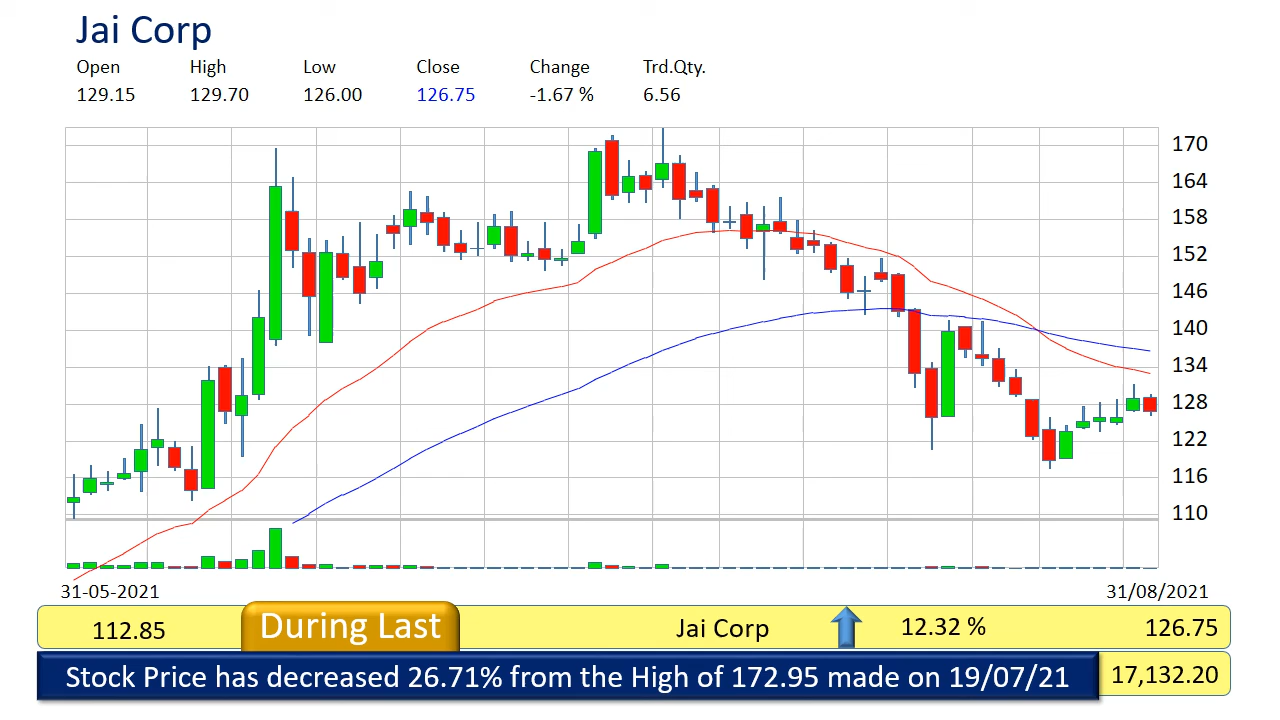 Jai Corp
Open High Low Close Change Trd.Qty.
129.15 129.70 126.00 126.75 -1.67 % 6.56
170
164
158
152
146
140
134
128
122
116
110
31-05-2021 31/08/2021
112.85 During Last Jai Corp 12.32 % 126.75
Stock Price has decreased 26.71% from the High of 172.95 made on 19/07/21 17,132.20